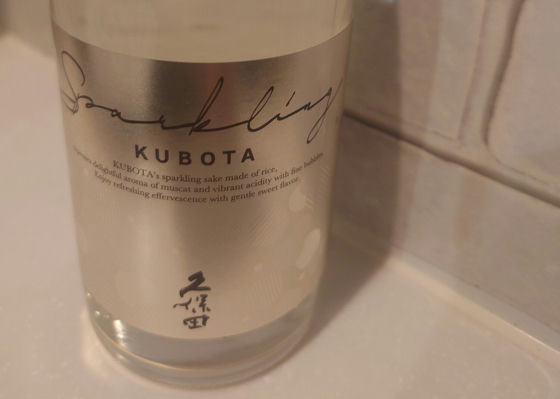 Sparkling
KUBOTA
KUBOTA's sparkling sake made of rice,
delightful aroma of muscat and vibrant acidity with fine bubbles.
Enjoy refreshing effervescence with gentle sweet flavor.
久
保
田